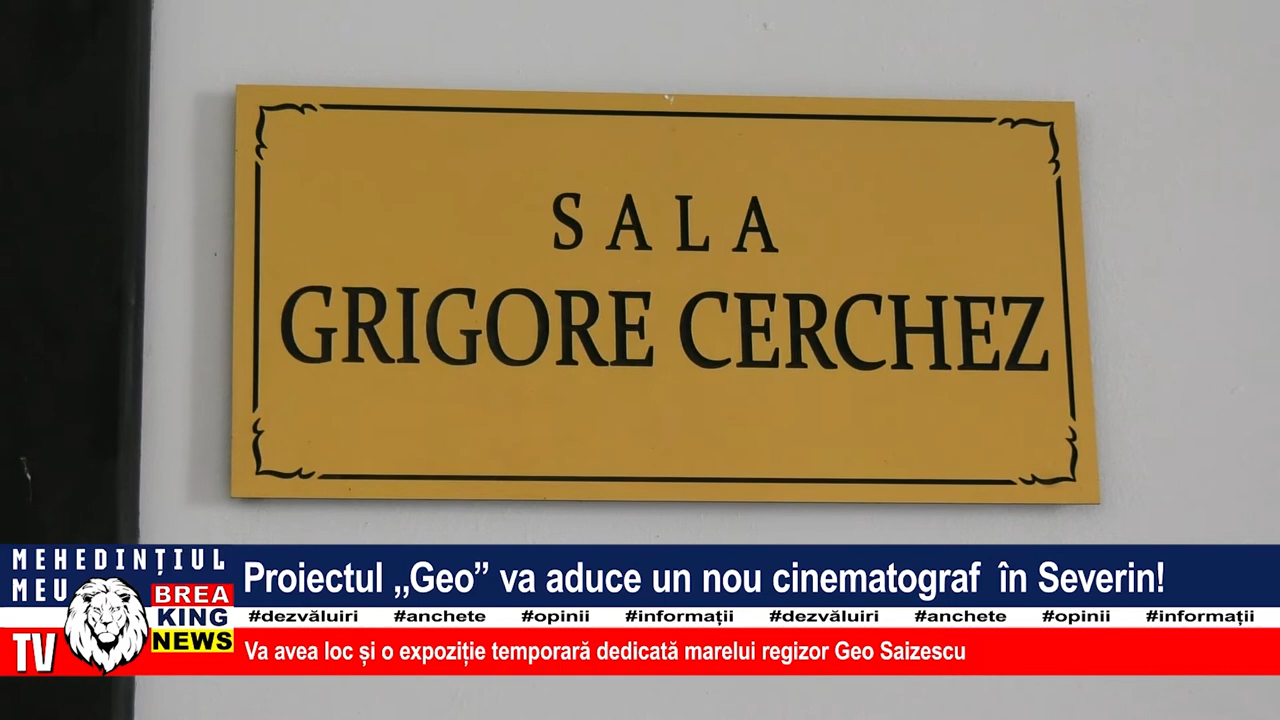 SALA
GRIGORE CERCHEZ
MEHEDINȚIUL
MEU
TV
BREA
KING
NEWS
Proiectul „Geo” va aduce un nou cinematograf în Severin!
#dezvăluiri #anchete #opinii #informații #dezvăluiri #anchete #opinii #informații
Va avea loc și o expoziție temporară dedicată marelui regizor Geo Saizescu